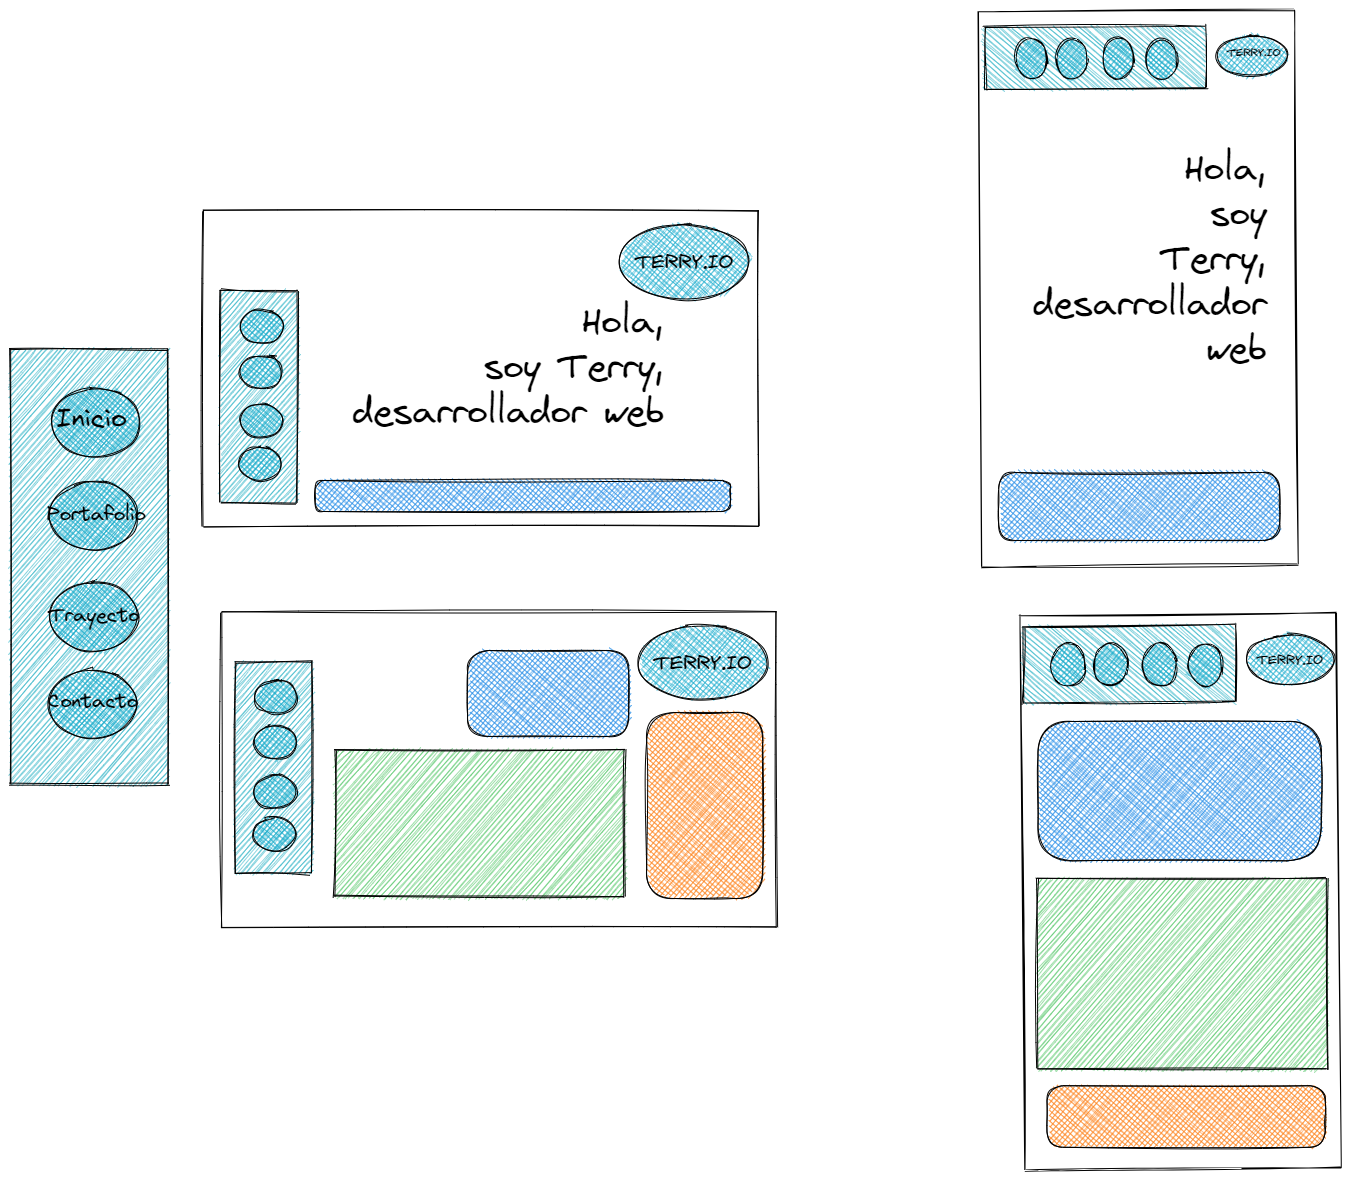 Inicio
Portafolio
Trayecto
Contacto
TERRY.IO
Hola,
soy Terry,
desarrollador web
TERRY.IO
TERRY.IO
Hola,
soy
Terry,
desarrollador
web
TERRY.IO